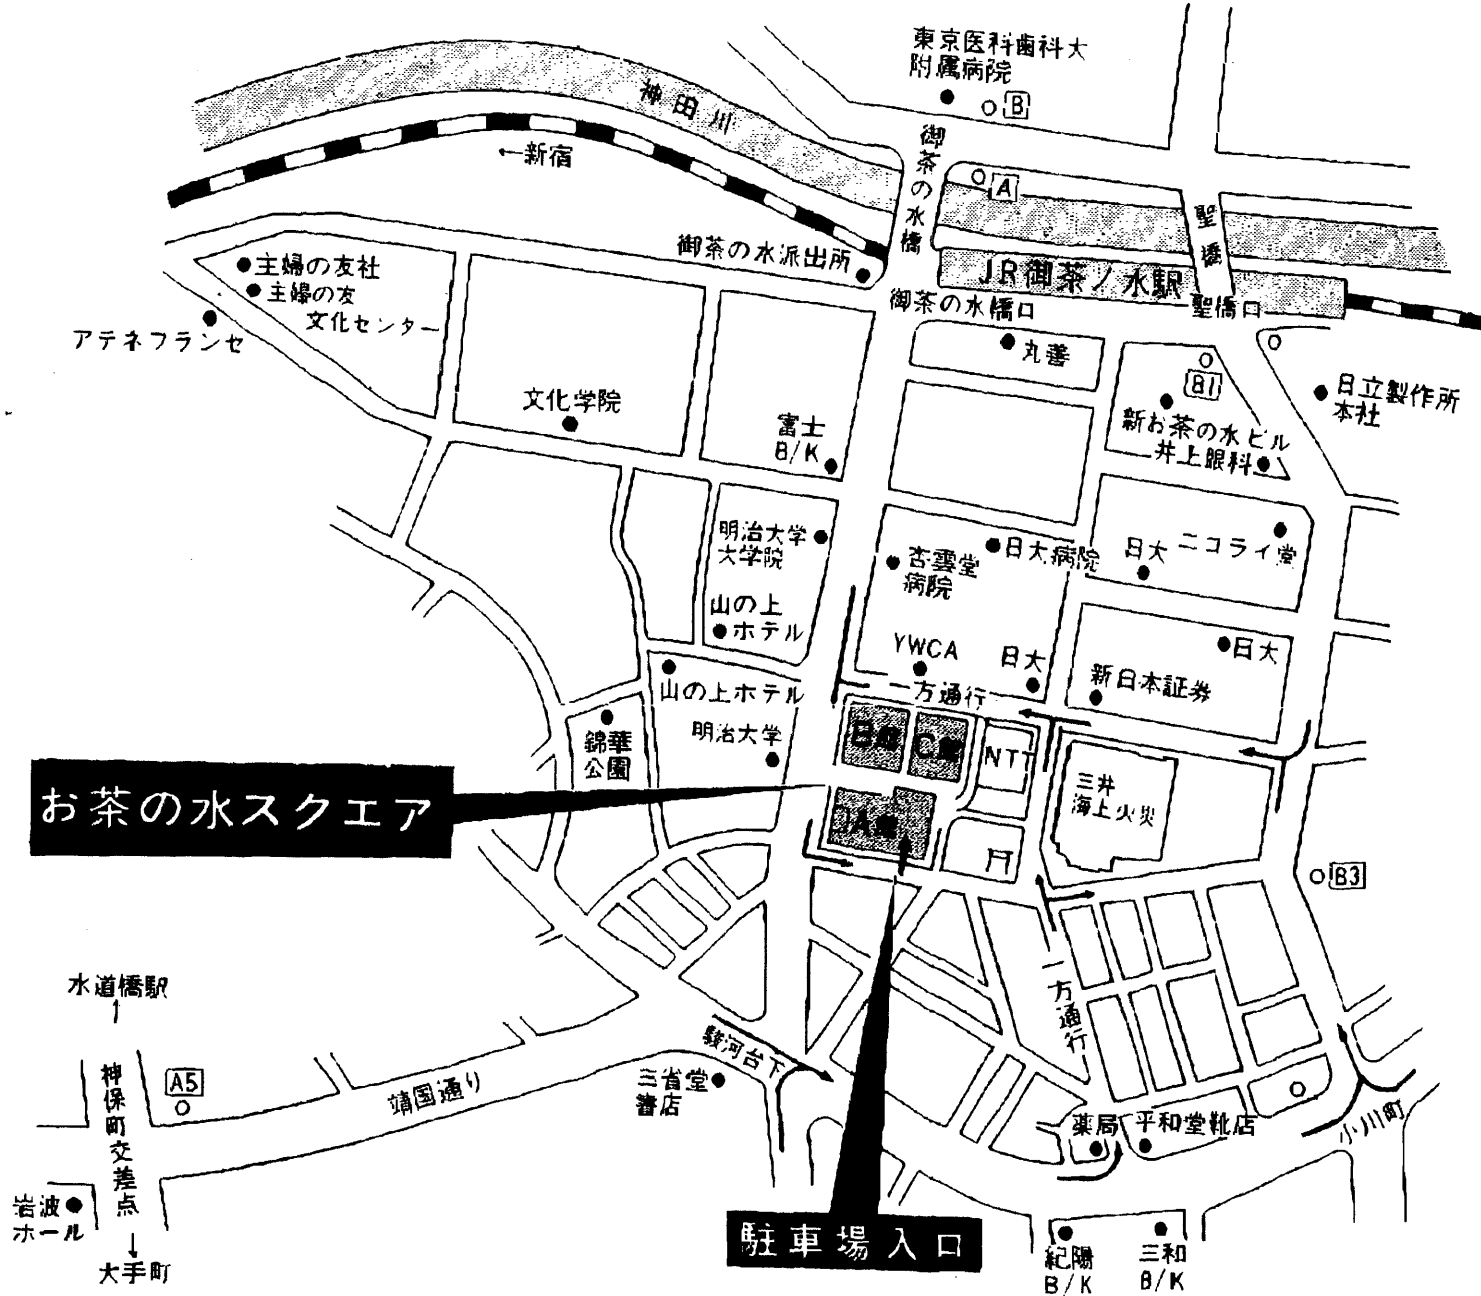 東京医科歯科大
附属病院
B
神田川
←新宿
御茶の水橋
A
聖橋
御茶の水派出所
JR御茶ノ水駅
御茶の水橋口
聖橋口
主婦の友社
主婦の友
文化センター
アテネフランセ
丸善
B1
日立製作所
本社
文化学院
富士
B/K
新お茶の水ビル
井上眼科
明治大学
大学院
杏雲堂
病院
日大病院
日大
ニコライ堂
山の上
ホテル
YWCA
日大
日大
新日本証券
山の上ホテル
一方通行
明治大学
錦華
公園
B館
C館
NTT
三井
海上火災
お茶の水スクエア
A館
B3
水道橋駅
↑
一方通行
駿河台下
A5
神保町交差点
靖国通り
三省堂
書店
薬局
平和堂靴店
小川町
岩波
ホール
↓
大手町
駐車場入口
紀陽
B/K
三和
B/K